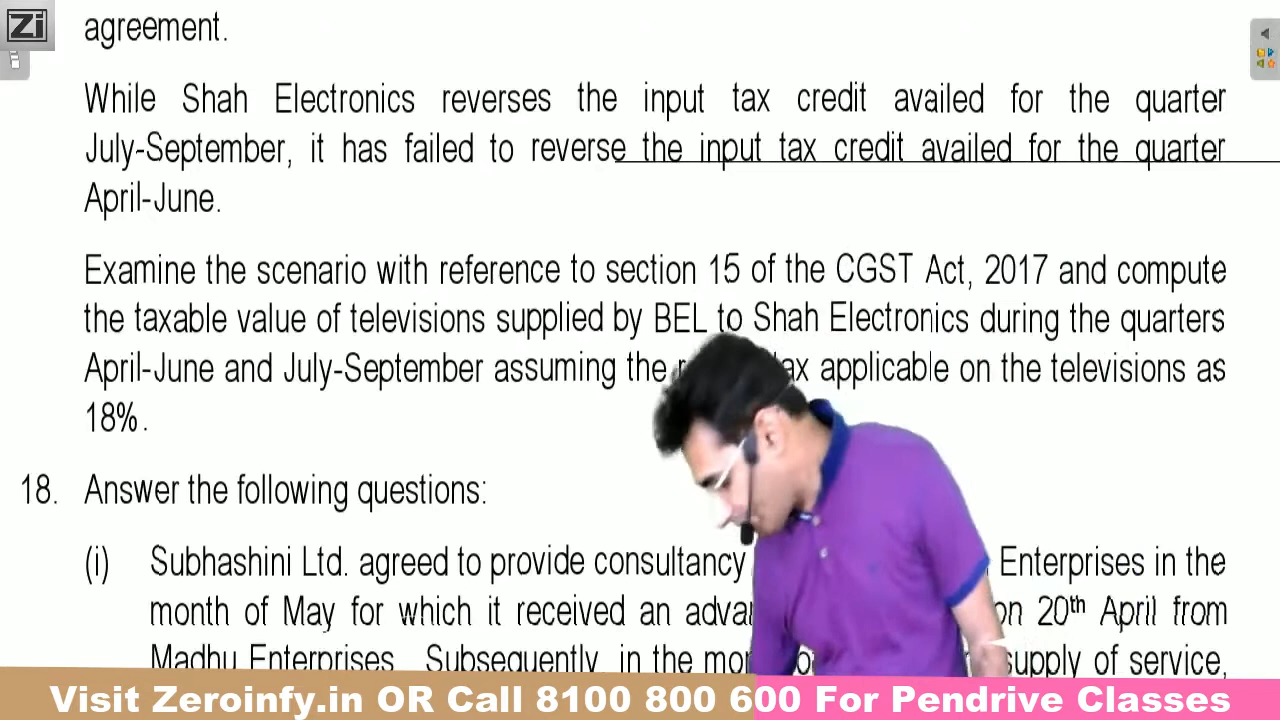 Zi
agreement.
While Shah Electronics reverses the input tax credit availed for the quarter
July-September, it has failed to reverse the input tax credit availed for the quarter
April-June.
Examine the scenario with reference to section 15 of the CGST Act, 2017 and compute
the taxable value of televisions supplied by BEL to Shah Electronics during the quarters
April-June and July-September assuming the tax applicable on the televisions as
18%.
18. Answer the following questions:
(i) Subhashini Ltd. agreed to provide consultancy Enterprises in the
month of May for which it received an on 20th April from
Madhu Enterprises. Subsequently, in the supply of service,
Visit Zeroinfy.in OR Call 8100 800 600 For Pendrive Classes